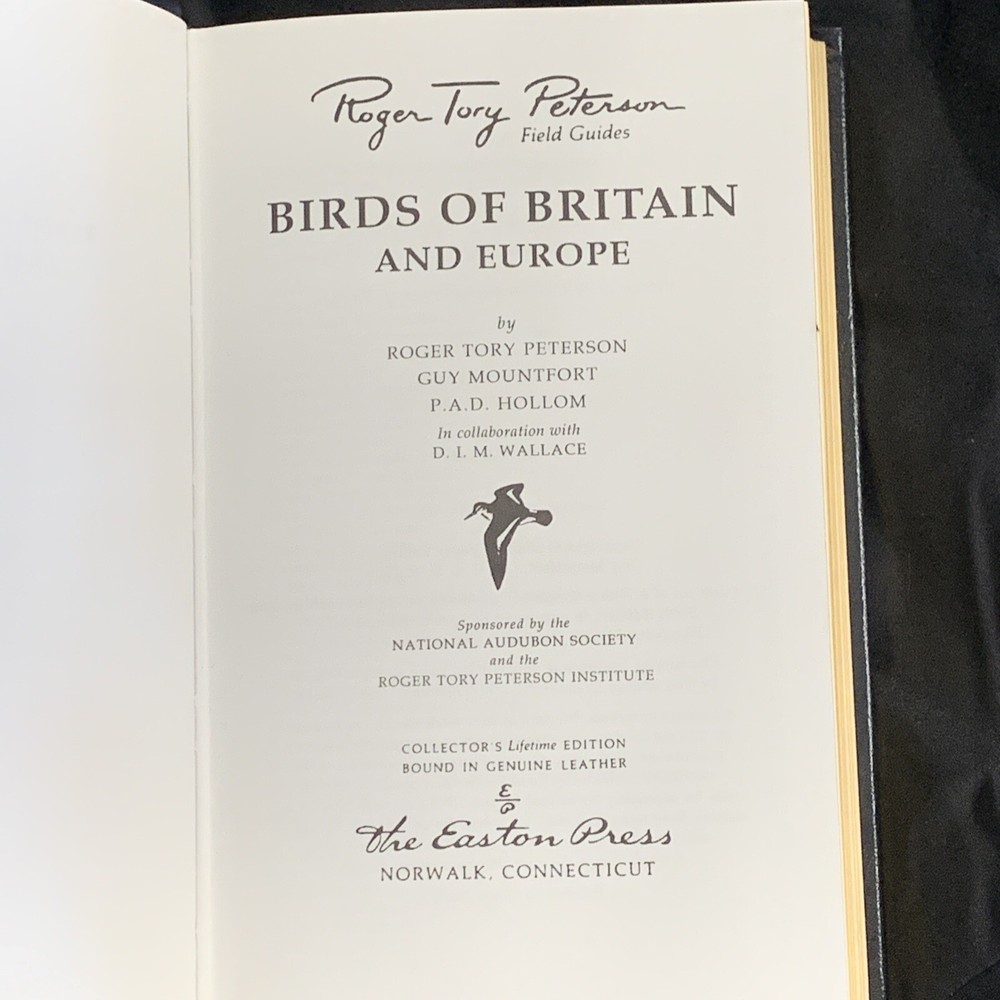 Roger Tory Peterson
Field Guides
BIRDS OF BRITAIN
AND EUROPE
by
ROGER TORY PETERSON
GUY MOUNTFORT
P.A.D. HOLLOM
In collaboration with
D. I. M. WALLACE
Sponsored by the
NATIONAL AUDUBON SOCIETY
and the
ROGER TORY PETERSON INSTITUTE
COLLECTOR'S Lifetime EDITION
BOUND IN GENUINE LEATHER
E
P
The Easton Press
NORWALK, CONNECTICUT